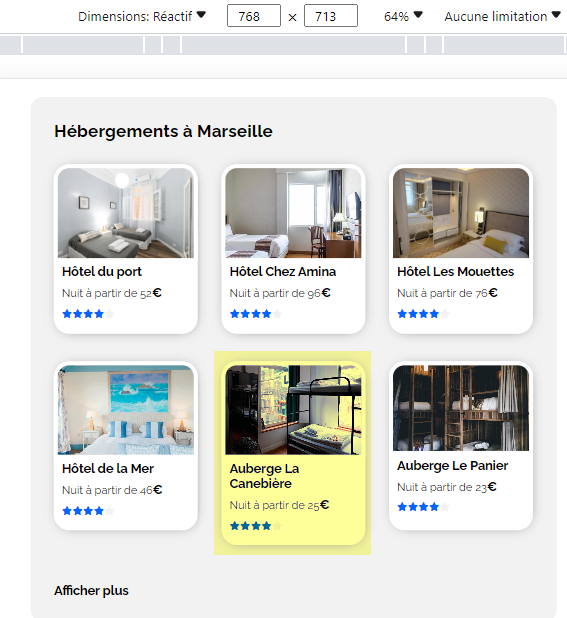 Dimensions: Réactif 768 × 713 64% Aucune limitation
Hébergements à Marseille
Hôtel du port
Nuit à partir de 52€
Hôtel Chez Amina
Nuit à partir de 96€
Hôtel Les Mouettes
Nuit à partir de 76€
Hôtel de la Mer
Nuit à partir de 46€
Auberge La
Canebière
Nuit à partir de 25€
Auberge Le Panier
Nuit à partir de 23€
Afficher plus